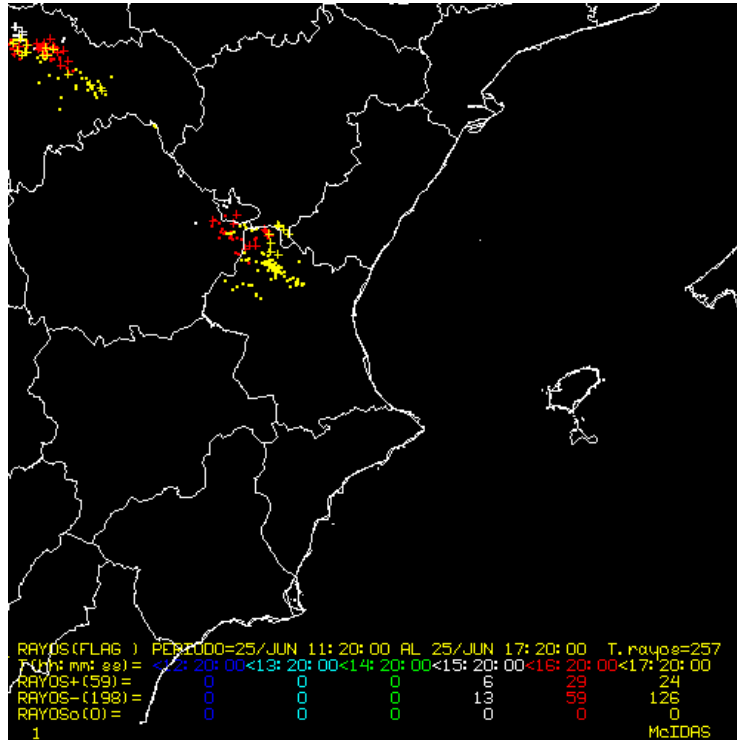 RAYOS(FLAG ) PERIODO=25/JUN 11:20:00 AL 25/JUN 17:20:00 T.rayos=257
T(hh:mm:ss)= <12:20:00<13:20:00<14:20:00<15:20:00<16:20:00<17:20:00
RAYOS+(59)= 0 0 0 6 29 24
RAYOS-(198)= 0 0 0 13 59 126
RAYOSo(0)= 0 0 0 0 0 0
1 McIDAS